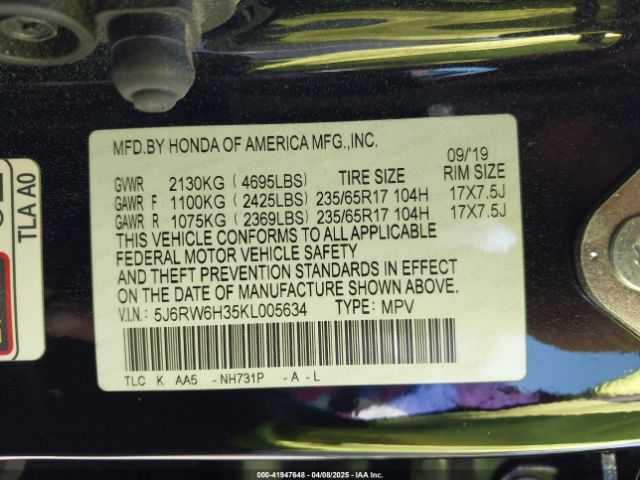 MFD.BY HONDA OF AMERICA MFG.,INC.
09/'19
GVWR 2130KG (4695LBS) TIRE SIZE RIM SIZE
GAWR F 1100KG (2425LBS) 235/65R17 104H 17X7.5J
GAWR R 1075KG (2369LBS) 235/65R17 104H 17X7.5J
THIS VEHICLE CONFORMS TO ALL APPLICABLE
FEDERAL MOTOR VEHICLE SAFETY
AND THEFT PREVENTION STANDARDS IN EFFECT
ON THE DATE OF MANUFACTURE SHOWN ABOVE.
V.I.N.: 5J6RW6H35KL005634 TYPE: MPV
TLC K AA5 - NH731P - A - L
TLA A0
000-41947648 | 04/08/2025 | IAA Inc.